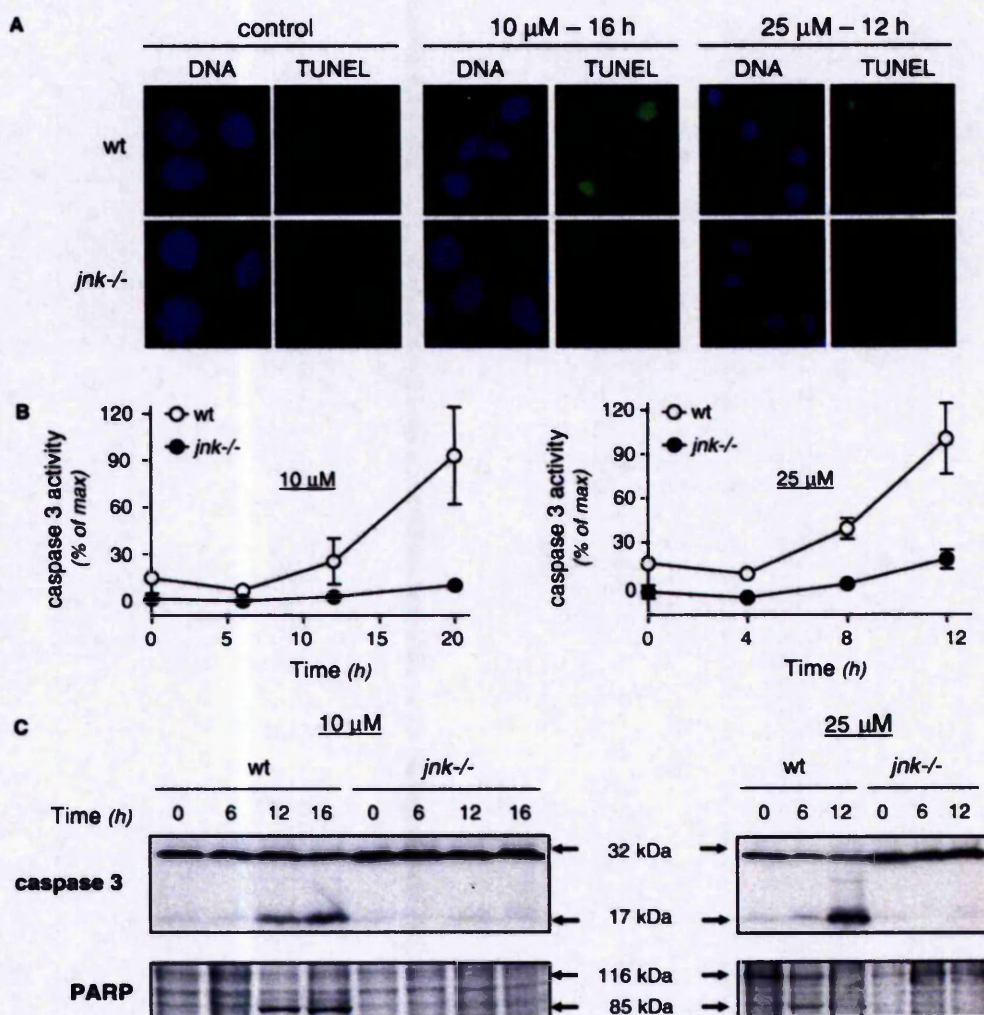 A
control 10 µM – 16 h 25 µM – 12 h
DNA TUNEL DNA TUNEL DNA TUNEL
wt
jnk-/-
B
120
90
60
30
0
caspase 3 activity
(% of max)
wt
jnk-/-
10 µM
0 5 10 15 20
Time (h)
120
90
60
30
0
caspase 3 activity
(% of max)
wt
jnk-/-
25 µM
0 4 8 12
Time (h)
C
10 µM 25 µM
wt jnk-/- wt jnk-/-
Time (h) 0 6 12 16 0 6 12 16 0 6 12 0 6 12
caspase 3
32 kDa
17 kDa
PARP
116 kDa
85 kDa